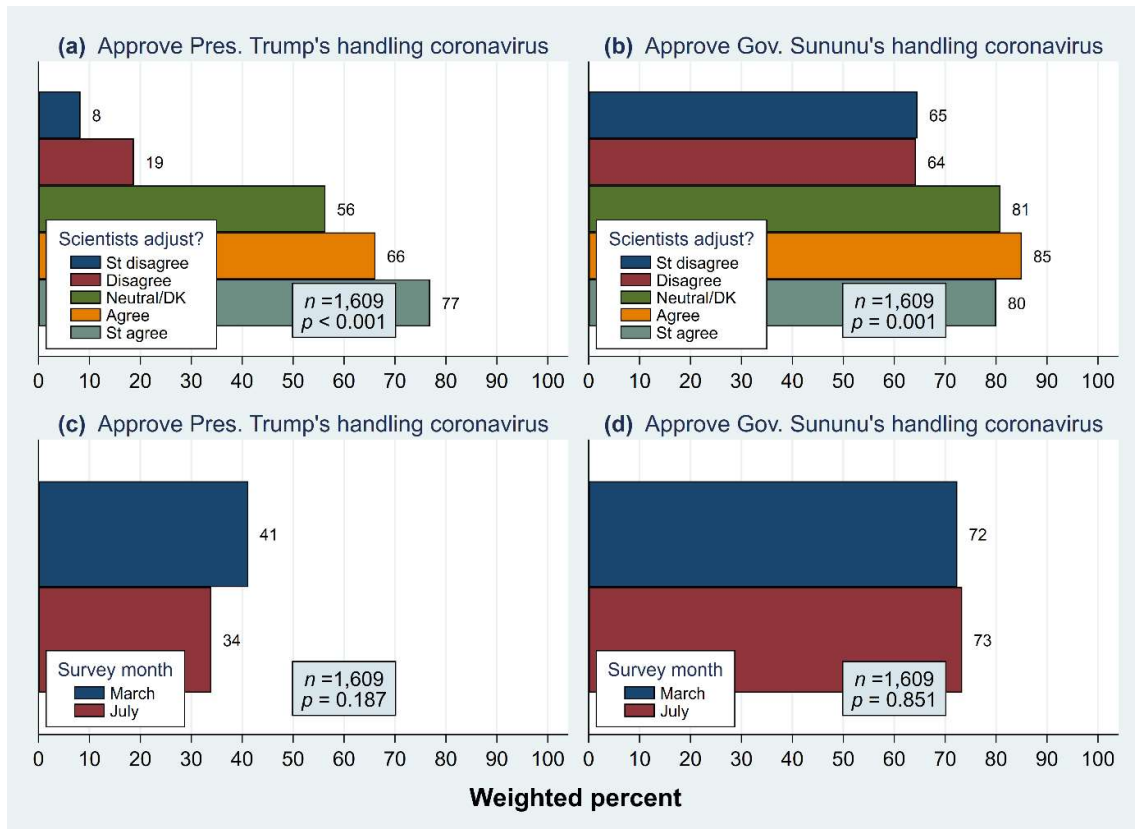 (a) Approve Pres. Trump's handling coronavirus
8
19
56
66
77
Scientists adjust?
St disagree
Disagree
Neutral/DK
Agree
St agree
n =1,609
p < 0.001
0 10 20 30 40 50 60 70 80 90 100
(b) Approve Gov. Sununu's handling coronavirus
65
64
81
85
80
Scientists adjust?
St disagree
Disagree
Neutral/DK
Agree
St agree
n =1,609
p = 0.001
0 10 20 30 40 50 60 70 80 90 100
(c) Approve Pres. Trump's handling coronavirus
41
34
Survey month
March
July
n =1,609
p = 0.187
0 10 20 30 40 50 60 70 80 90 100
(d) Approve Gov. Sununu's handling coronavirus
72
73
Survey month
March
July
n =1,609
p = 0.851
0 10 20 30 40 50 60 70 80 90 100
Weighted percent